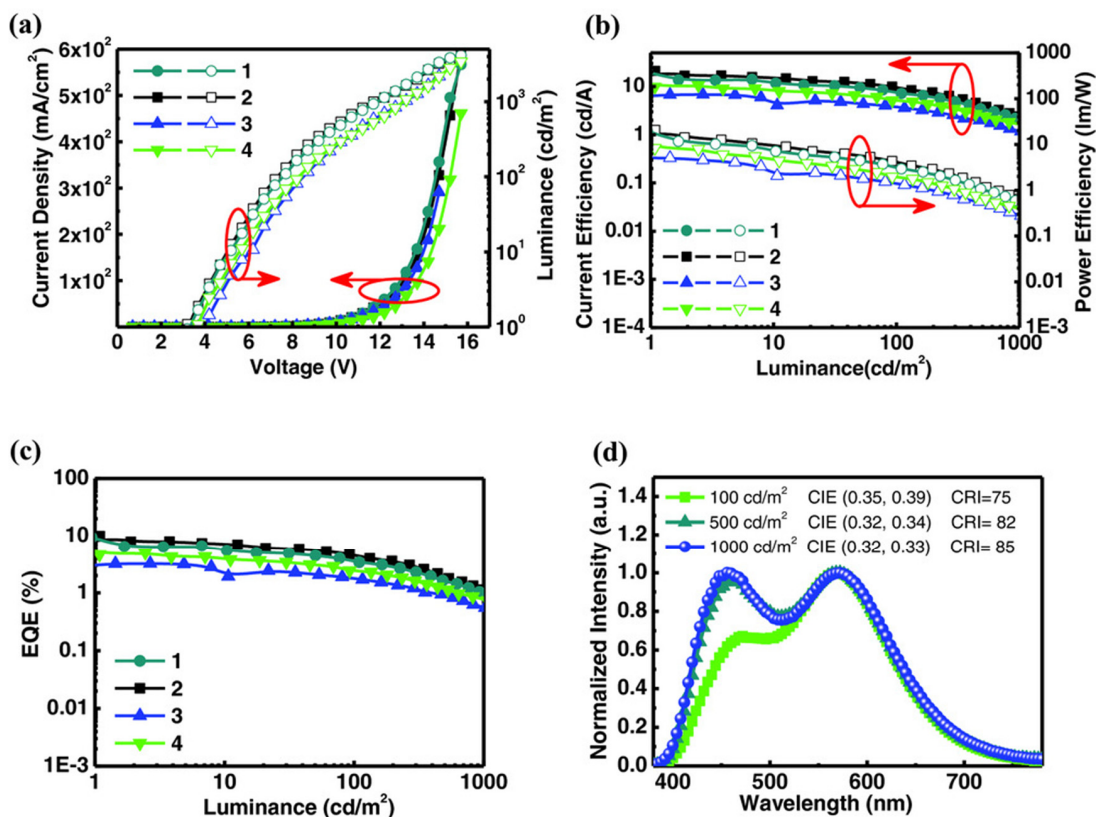 (a)
6x10²
5x10²
4x10²
3x10²
2x10²
1x10²
Current Density (mA/cm²)
1
2
3
4
10³
10²
10¹
10⁰
Luminance (cd/m²)
0 2 4 6 8 10 12 14 16
Voltage (V)
(b)
10
1
0.1
0.01
1E-3
1E-4
Current Efficiency (cd/A)
1
2
3
4
1000
100
10
1
0.1
0.01
1E-3
Power Efficiency (lm/W)
1 10 100 1000
Luminance(cd/m²)
(c)
100
10
1
0.1
0.01
1E-3
EQE (%)
1
2
3
4
1 10 100 1000
Luminance (cd/m²)
(d)
1.4
1.2
1.0
0.8
0.6
0.4
0.2
0.0
Normalized Intensity (a.u.)
100 cd/m² CIE (0.35, 0.39) CRI=75
500 cd/m² CIE (0.32, 0.34) CRI= 82
1000 cd/m² CIE (0.32, 0.33) CRI= 85
400 500 600 700
Wavelength (nm)